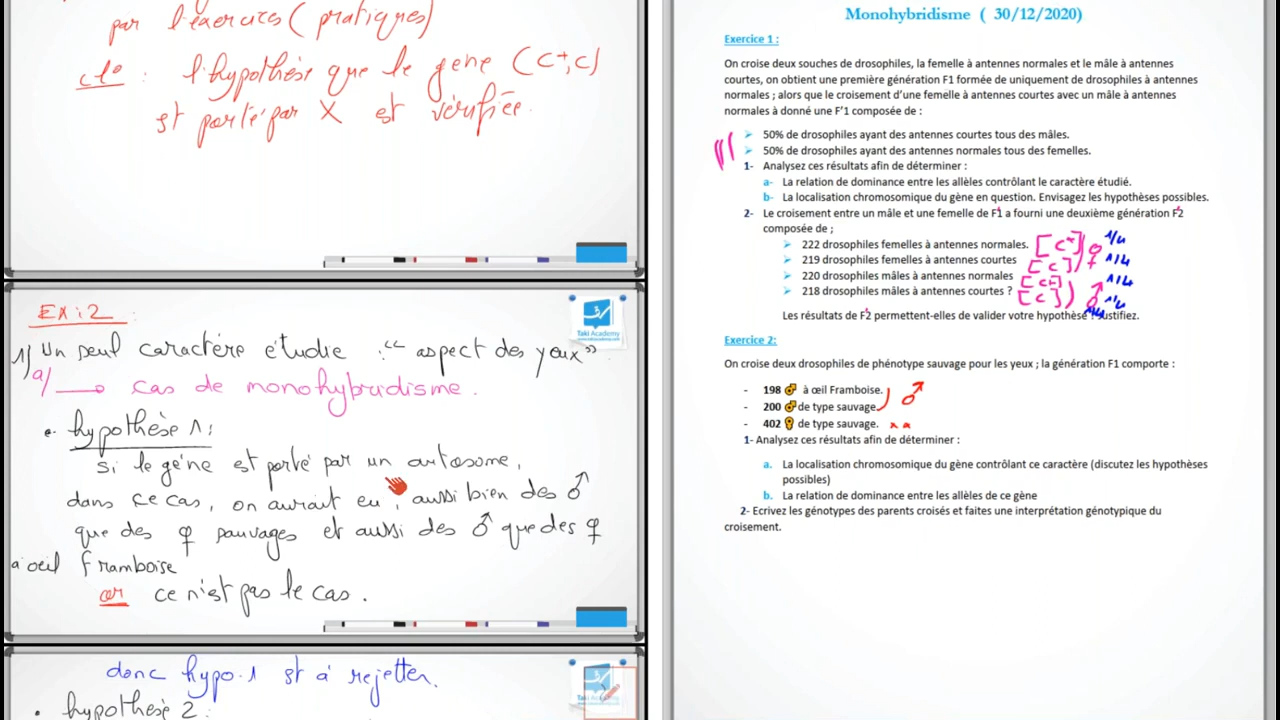 par l'exercices (pratiques)
clo : l'hypothèse que le gène (C+,C)
est porté par X est vérifiée.
EX:2
Taki Academy
1) Un seul caractère étudié : "aspect des yeux"
a/ → cas de monohybridisme.
hypothèse 1:
si le gène est porté par un autosome,
dans ce cas, on aurait eu, aussi bien des ♂
que des ♀ sauvages et aussi des ♂ que des ♀
à oeil framboise
or ce n'est pas le cas.
donc hypo.1 est à rejetter.
• hypothèse 2:
Monohybridisme ( 30/12/2020)
Exercice 1 :
On croise deux souches de drosophiles, la femelle à antennes normales et le mâle à antennes
courtes, on obtient une première génération F1 formée de uniquement de drosophiles à antennes
normales ; alors que le croisement d'une femelle à antennes courtes avec un mâle à antennes
normales à donné une F'1 composée de :
➢ 50% de drosophiles ayant des antennes courtes tous des mâles.
➢ 50% de drosophiles ayant des antennes normales tous des femelles.
1- Analysez ces résultats afin de déterminer :
a- La relation de dominance entre les allèles contrôlant le caractère étudié.
b- La localisation chromosomique du gène en question. Envisagez les hypothèses possibles.
2- Le croisement entre un mâle et une femelle de F'1 a fourni une deuxième génération F'2
composée de ;
➢ 222 drosophiles femelles à antennes normales. [C+] ♀ 1/4
➢ 219 drosophiles femelles à antennes courtes [C] 1/4
➢ 220 drosophiles mâles à antennes normales [C+] 1/4
➢ 218 drosophiles mâles à antennes courtes ? [C] ♂ 1/4
Les résultats de F'2 permettent-elles de valider votre hypothèse ? Justifiez.
Exercice 2:
On croise deux drosophiles de phénotype sauvage pour les yeux ; la génération F1 comporte :
- 198 à œil Framboise.
- 200 de type sauvage. ♂
- 402 de type sauvage.
1- Analysez ces résultats afin de déterminer :
a. La localisation chromosomique du gène contrôlant ce caractère (discutez les hypothèses
possibles)
b. La relation de dominance entre les allèles de ce gène
2- Ecrivez les génotypes des parents croisés et faites une interprétation génotypique du
croisement.